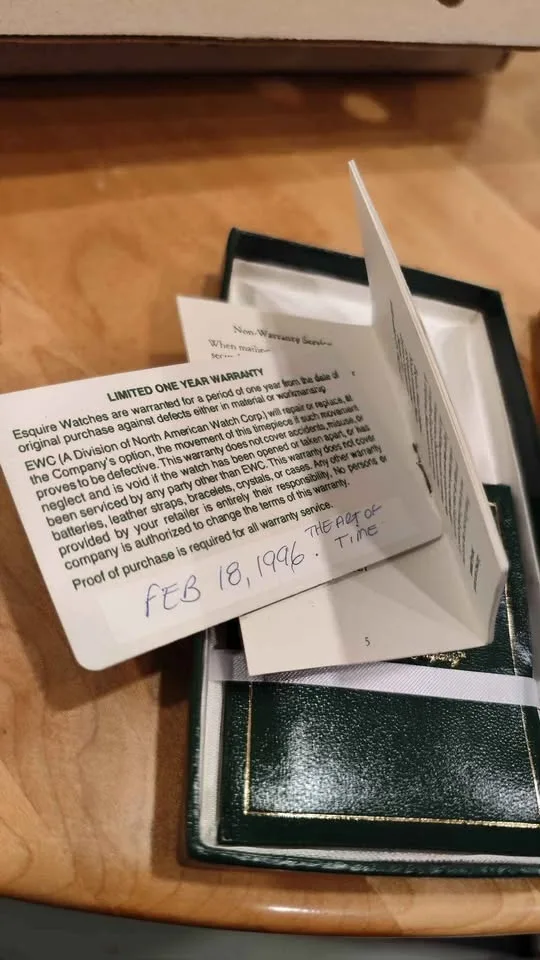 Non-Warranty Service
When mailing
LIMITED ONE YEAR WARRANTY
Esquire Watches are warranted for a period of one year from the date of
original purchase against defects either in material or workmanship
EWC (A Division of North American Watch Corp.) will repair or replace, at
the Company's option, the movement of this timepiece if such movement
proves to be defective. This warranty does not cover accidents, misuse, or
neglect and is void if the watch has been opened or taken apart, or has
been serviced by any party other than EWC. This warranty does not cover
batteries, leather straps, bracelets, crystals, or cases. Any other warranty
provided by your retailer is entirely their responsibility. No persons or
company is authorized to change the terms of this warranty.
Proof of purchase is required for all warranty service.
FEB 18, 1996. THE ART OF
TIME
5